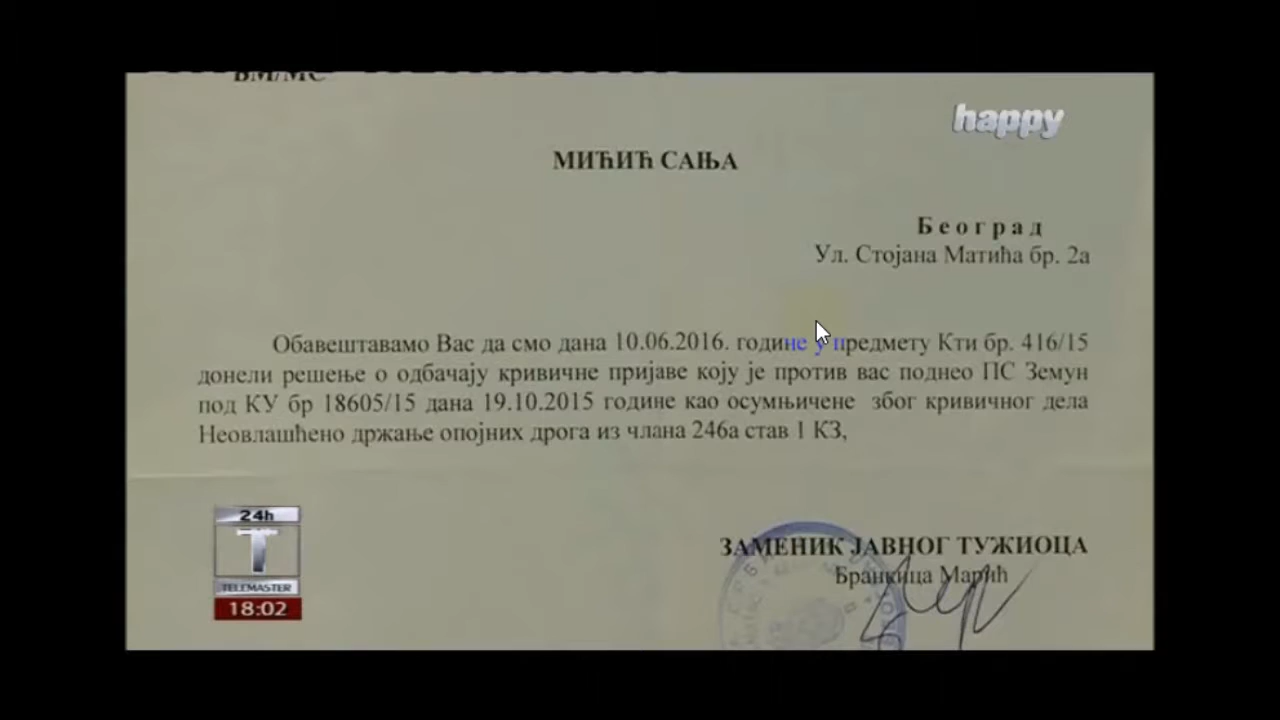 ВМ/МС
happy
МИЋИЋ САЊА
Београд
Ул. Стојана Матића бр. 2а
Обавештавамо Вас да смо дана 10.06.2016. године у предмету Кти бр. 416/15
донели решење о одбачају кривичне пријаве коју је против вас поднео ПС Земун
под КУ бр 18605/15 дана 19.10.2015 године као осумњичене због кривичног дела
Неовлашћено држање опојних дрога из члана 246а став 1 КЗ,
24h
T
TELEMASTER
18:02
ЗАМЕНИК ЈАВНОГ ТУЖИОЦА
Бранкица Марић